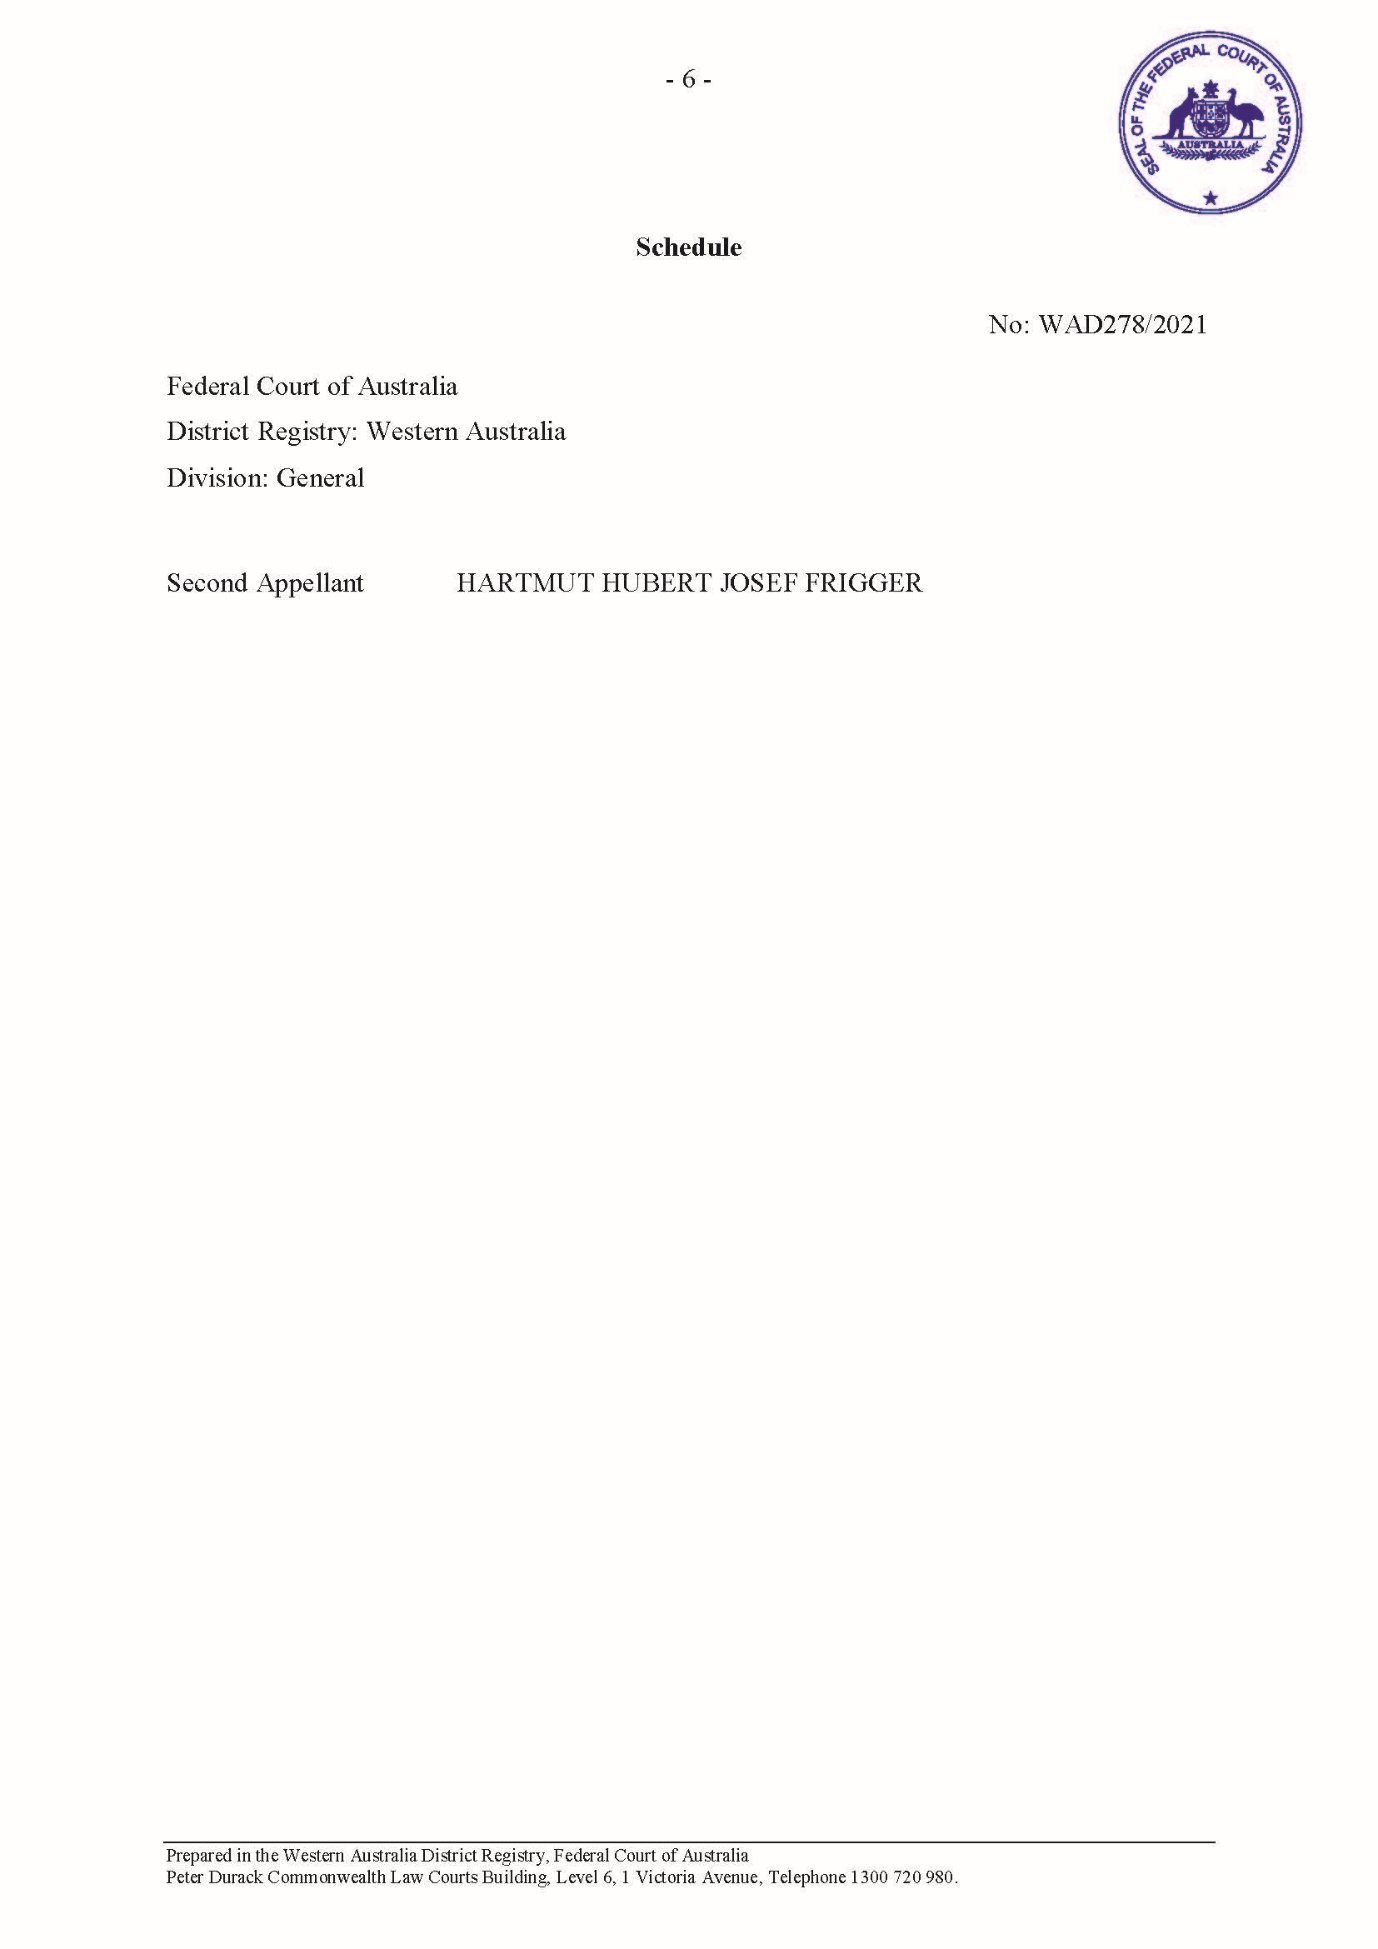 - 6 -
SEAL OF THE FEDERAL COURT OF AUSTRALIA
AUSTRALIA
Schedule
No: WAD278/2021
Federal Court of Australia
District Registry: Western Australia
Division: General
Second Appellant HARTMUT HUBERT JOSEF FRIGGER
Prepared in the Western Australia District Registry, Federal Court of Australia
Peter Durack Commonwealth Law Courts Building, Level 6, 1 Victoria Avenue, Telephone 1300 720 980.